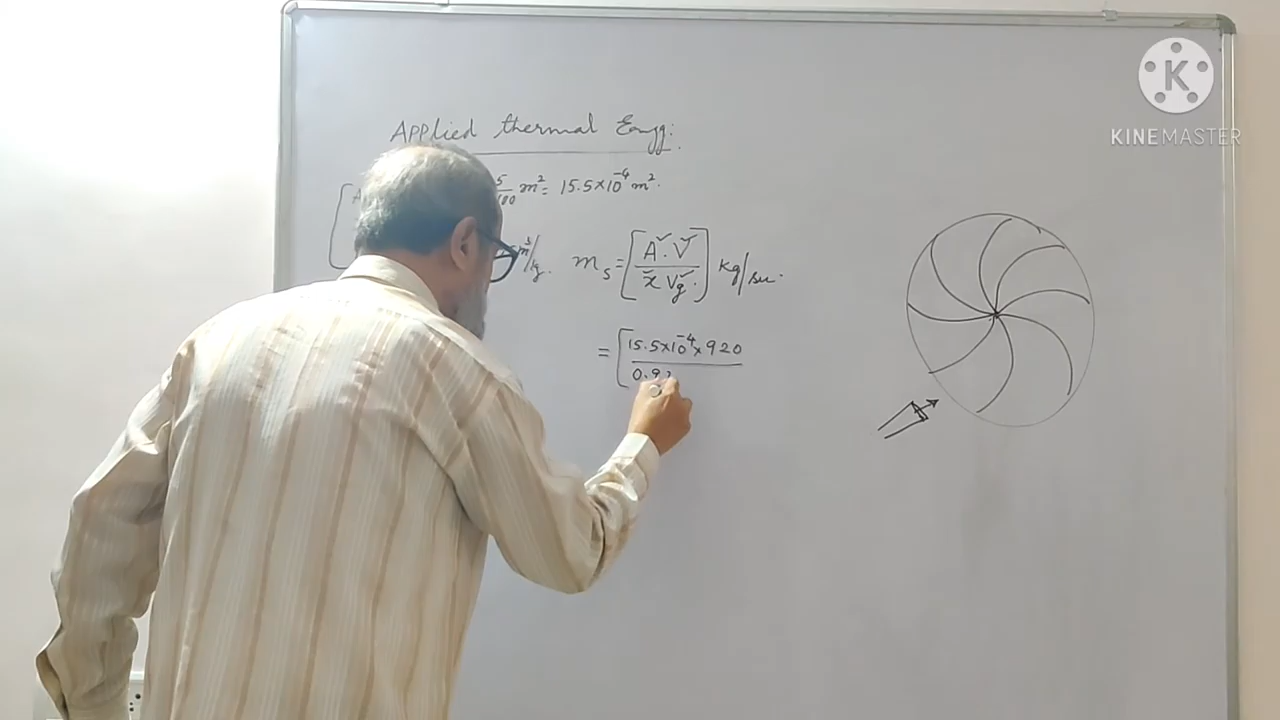 Applied thermal Engg:
5/100 m² = 15.5×10⁻⁴ m².
m³/kg. mₛ = [A.V / x Vg.] kg/sec.
= [15.5×10⁻⁴×920 / 0.9
K
KINEMASTER